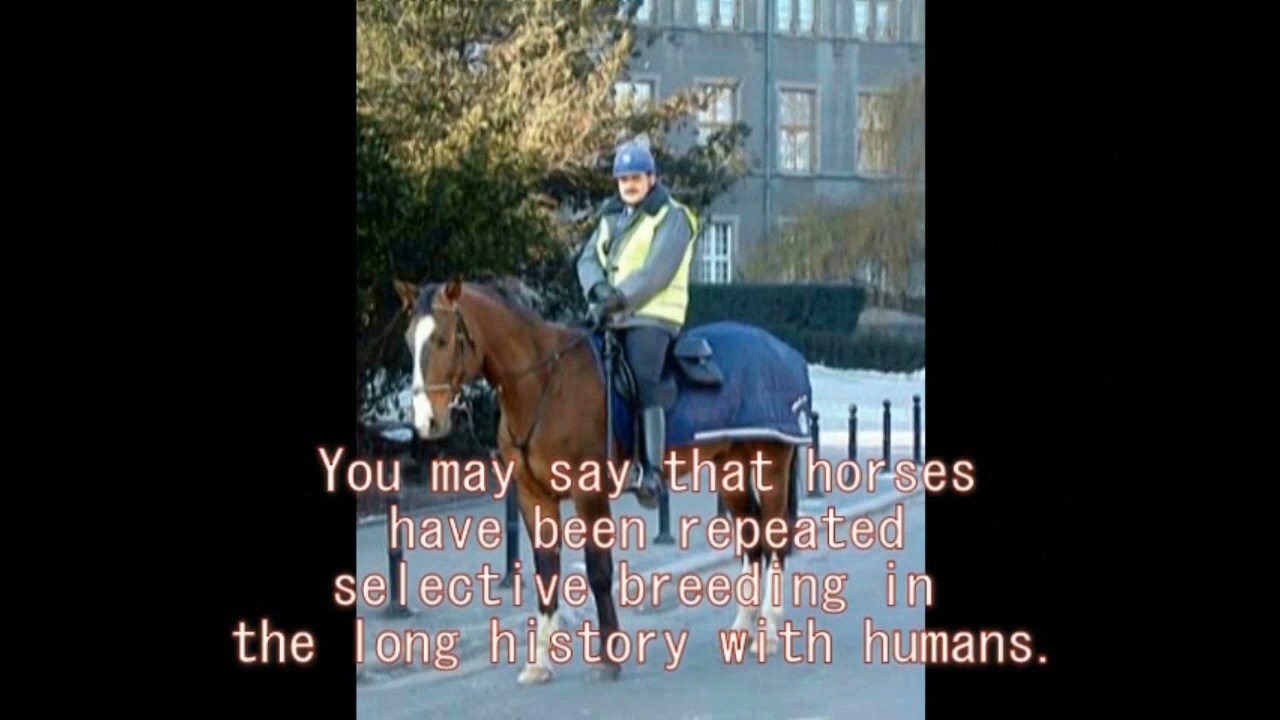 You may say that horses
have been repeated
selective breeding in
the long history with humans.